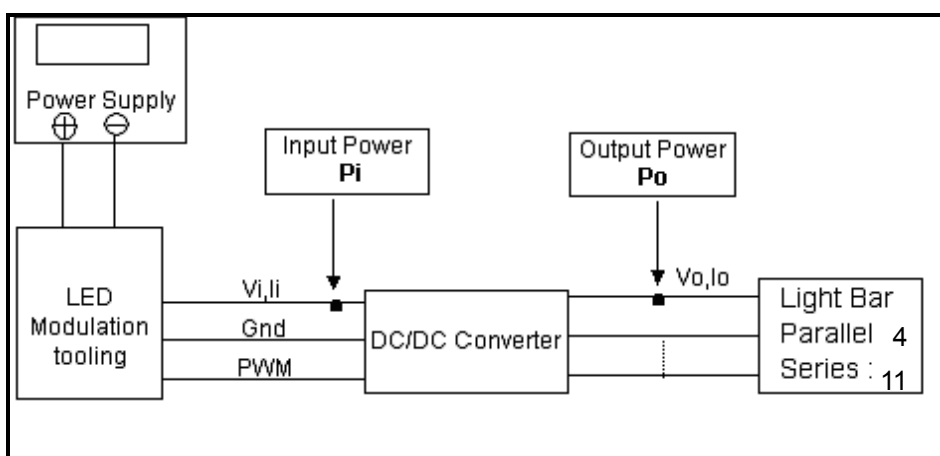 Power Supply
Input Power
Pi
Output Power
Po
LED
Modulation
tooling
Vi,Ii
Gnd
PWM
DC/DC Converter
Vo,Io
Light Bar
Parallel 4
Series : 11